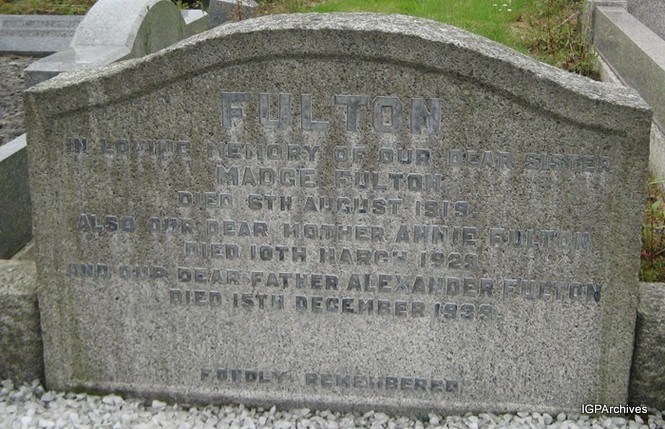 FULTON
IN LOVING MEMORY OF OUR DEAR SISTER
MADGE FULTON
DIED 6TH AUGUST 1919
ALSO OUR DEAR MOTHER ANNIE FULTON
DIED 10TH MARCH
AND OUR DEAR FATHER ALEXANDER FULTON
DIED 15TH DECEMBER 1939
FONDLY REMEMBERED
IGPArchives